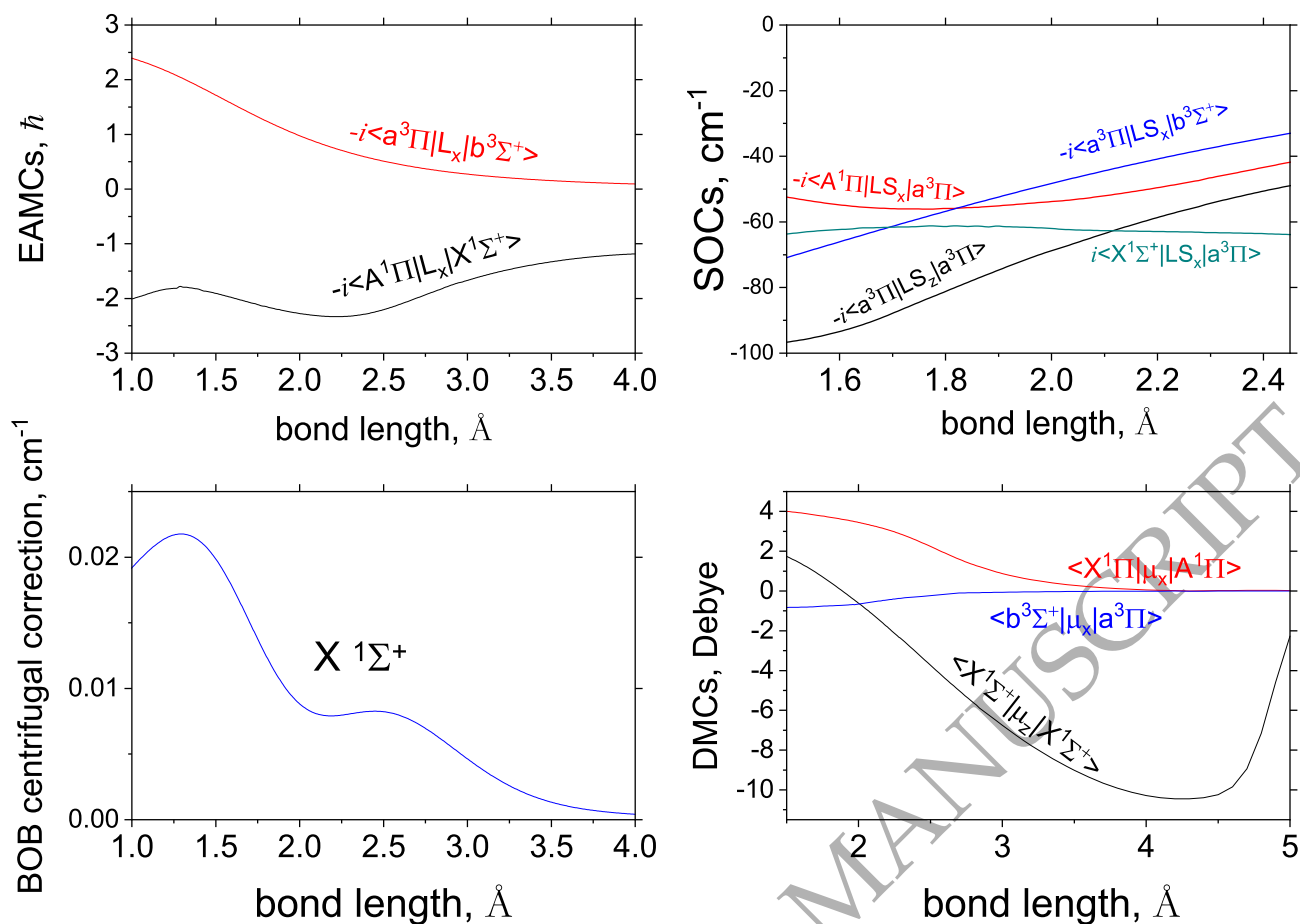 EAMCs, ħ
3
2
1
0
-1
-2
-3
-i<a³Π|Lₓ|b³Σ⁺>
-i<A¹Π|Lₓ|X¹Σ⁺>
1.0 1.5 2.0 2.5 3.0 3.5 4.0
bond length, Å
SOCs, cm⁻¹
0
-20
-40
-60
-80
-100
-i<a³Π|LSₓ|b³Σ⁺>
-i<A¹Π|LSₓ|a³Π>
i<X¹Σ⁺|LSₓ|a³Π>
-i<a³Π|LS_z|a³Π>
1.6 1.8 2.0 2.2 2.4
bond length, Å
BOB centrifugal correction, cm⁻¹
0.02
0.01
0.00
X ¹Σ⁺
1.0 1.5 2.0 2.5 3.0 3.5 4.0
bond length, Å
DMCs, Debye
4
2
0
-2
-4
-6
-8
-10
<X¹Π|μₓ|A¹Π>
<b³Σ⁺|μₓ|a³Π>
<X¹Σ⁺|μ_z|X¹Σ⁺>
2 3 4 5
bond length, Å
MANUSCRIPT